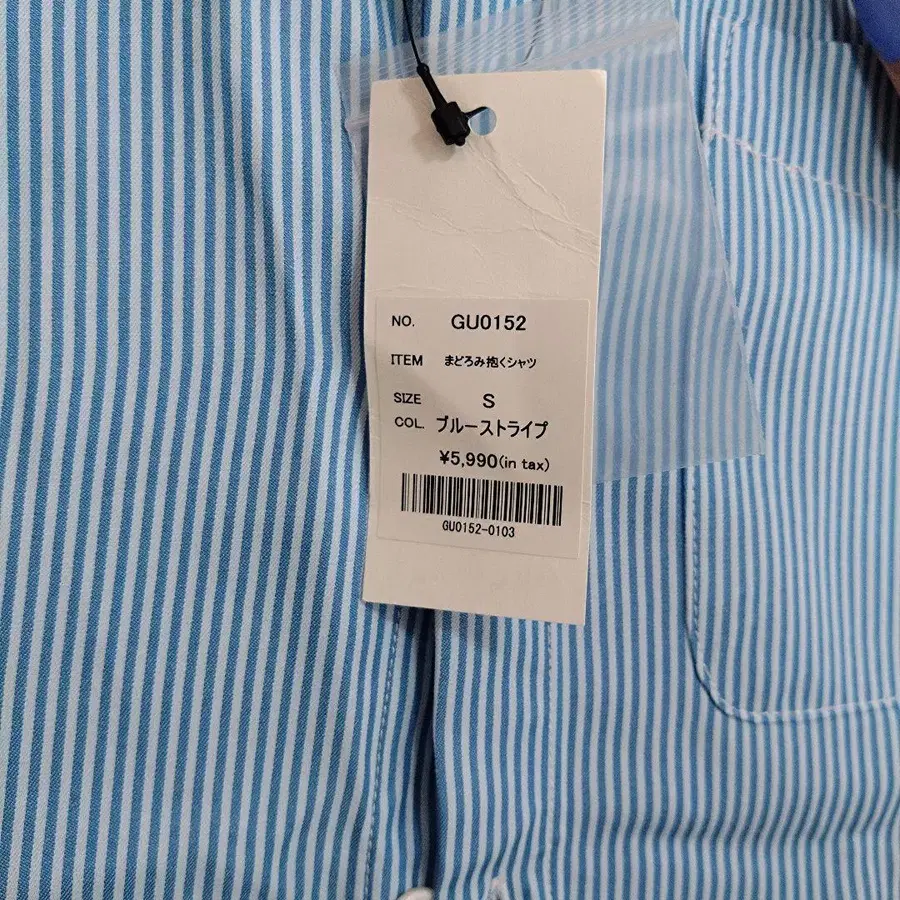 NO. GU0152
ITEM まどろみ抱くシャツ
SIZE S
COL. ブルーストライプ
¥5,990(in tax)
GU0152-0103